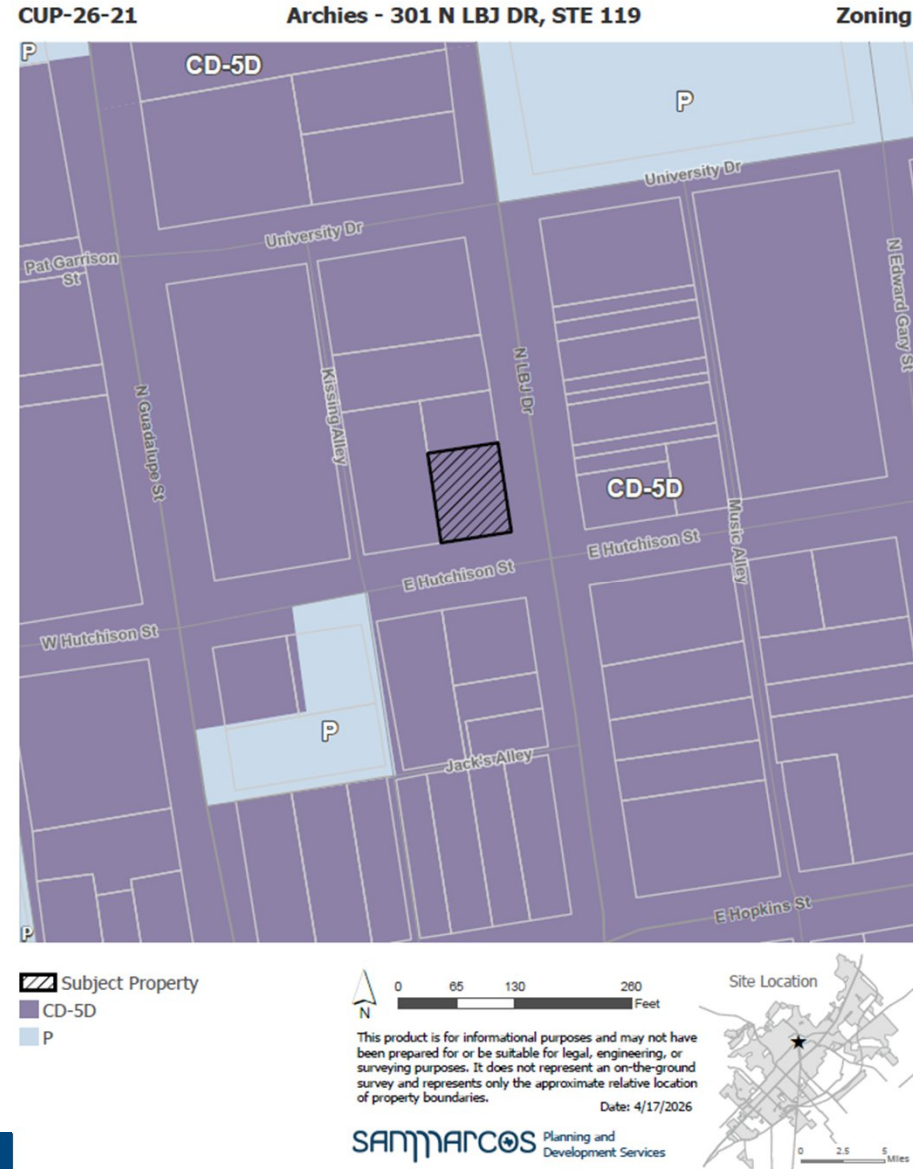 CUP-26-21
Archies - 301 N LBJ DR, STE 119
Zoning
P
CD-5D
P
University Dr
University Dr
Pat Garrison
St
N Edward Gary St
N LBJ Dr
Kissing Alley
N Guadalupe St
CD-5D
Music Alley
E Hutchison St
E Hutchison St
W Hutchison St
P
Jack's Alley
E Hopkins St
P
Subject Property
CD-5D
P
N
0 65 130 260
Feet
This product is for informational purposes and may not have
been prepared for or be suitable for legal, engineering, or
surveying purposes. It does not represent an on-the-ground
survey and represents only the approximate relative location
of property boundaries.
Date: 4/17/2026
SAN MARCOS
Planning and
Development Services
Site Location
0 2.5 5
Miles